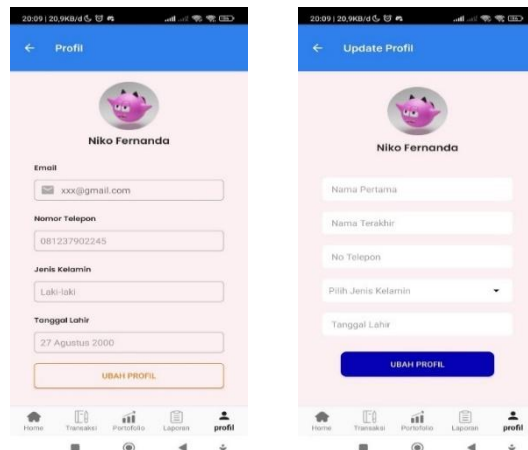 20:09 | 20,9KB/d
Profil
Niko Fernanda
Email
xxx@gmail.com
Nomor Telepon
081237902245
Jenis Kelamin
Laki-laki
Tanggal Lahir
27 Agustus 2000
UBAH PROFIL
Home Transaksi Portofolio Laporan profil
20:09 | 20,9KB/d
Update Profil
Niko Fernanda
Nama Pertama
Nama Terakhir
No Telepon
Pilih Jenis Kelamin
Tanggal Lahir
UBAH PROFIL
Home Transaksi Portofolio Laporan profil